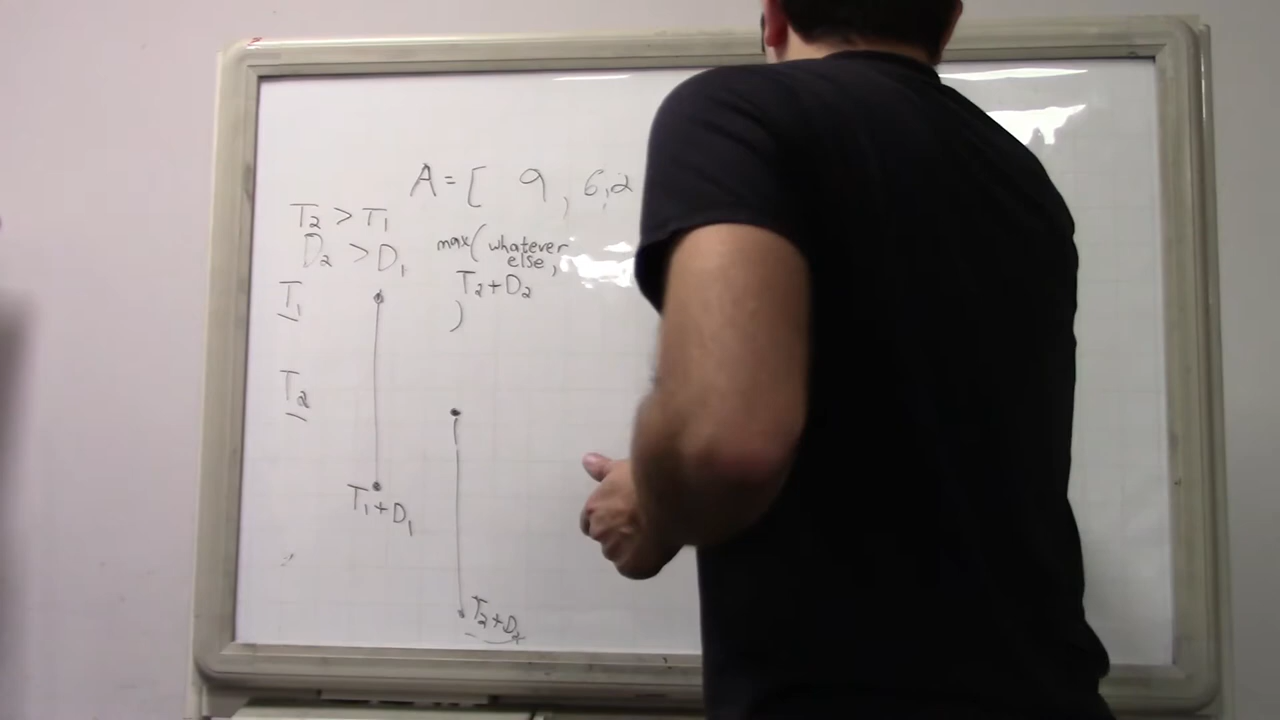 A = [ 9 , 6,2
T₂ > T₁
D₂ > D₁
max( whatever
else,
T₂+D₂
)
T₁
T₂
T₁+D₁
T₂+D₂